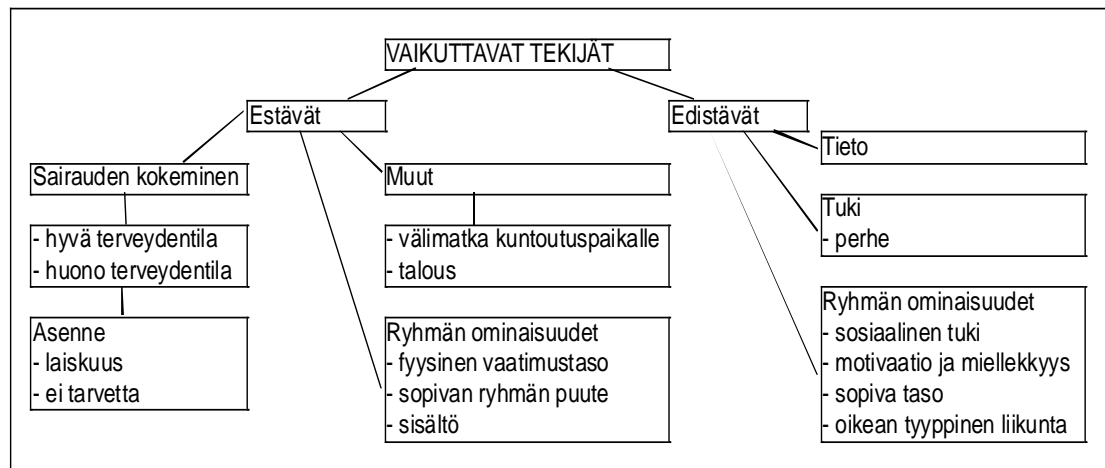 VAIKUTTAVAT TEKIJÄT
Estävät
Edistävät
Sairauden kokeminen
- hyvä terveydentila
- huono terveydentila
Asenne
- laiskuus
- ei tarvetta
Muut
- välimatka kuntoutuspaikalle
- talous
Ryhmän ominaisuudet
- fyysinen vaatimustaso
- sopivan ryhmän puute
- sisältö
Tieto
Tuki
- perhe
Ryhmän ominaisuudet
- sosiaalinen tuki
- motivaatio ja miellekkyys
- sopiva taso
- oikean tyyppinen liikunta